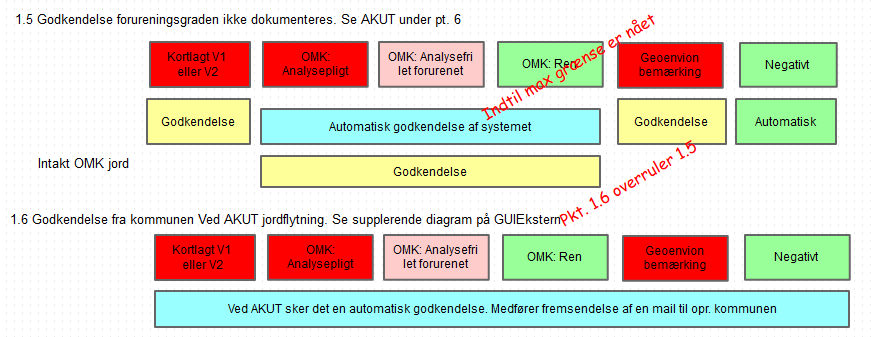 1.5 Godkendelse forureningsgraden ikke dokumenteres. Se AKUT under pt. 6
Kortlagt V1
eller V2
OMK:
Analysepligt
OMK: Analysefri
let forurenet
OMK: Ren
Geoenvion
bemærking
Negativt
Indtil max grænse er nået
Godkendelse
Automatisk godkendelse af systemet
Godkendelse
Automatisk
Intakt OMK jord
Godkendelse
Pkt. 1.6 overruler 1.5
1.6 Godkendelse fra kommunen Ved AKUT jordflytning. Se supplerende diagram på GUIEkstern
Kortlagt V1
eller V2
OMK:
Analysepligt
OMK: Analysefri
let forurenet
OMK: Ren
Geoenvion
bemærking
Negativt
Ved AKUT sker det en automatisk godkendelse. Medfører fremsendelse af en mail til opr. kommunen